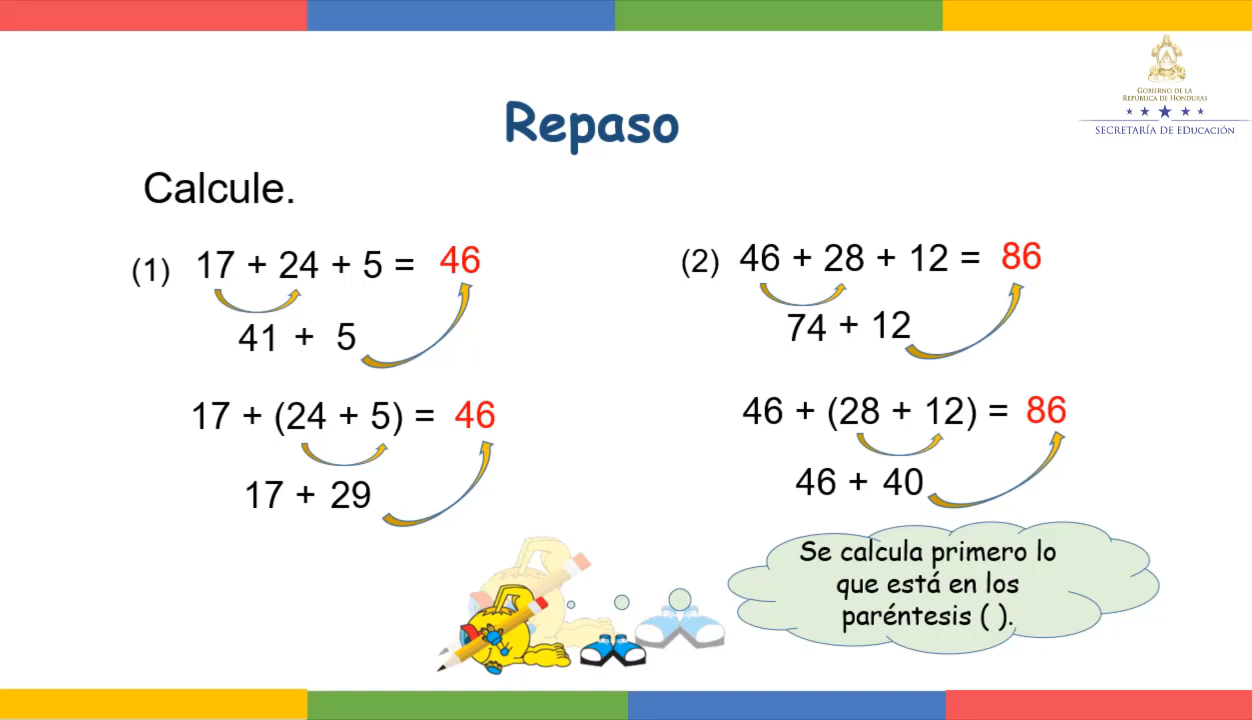 GOBIERNO DE LA
REPÚBLICA DE HONDURAS
SECRETARÍA DE EDUCACIÓN
Repaso
Calcule.
(1) 17 + 24 + 5 = 46
41 + 5
17 + (24 + 5) = 46
17 + 29
(2) 46 + 28 + 12 = 86
74 + 12
46 + (28 + 12) = 86
46 + 40
Se calcula primero lo
que está en los
paréntesis ( ).